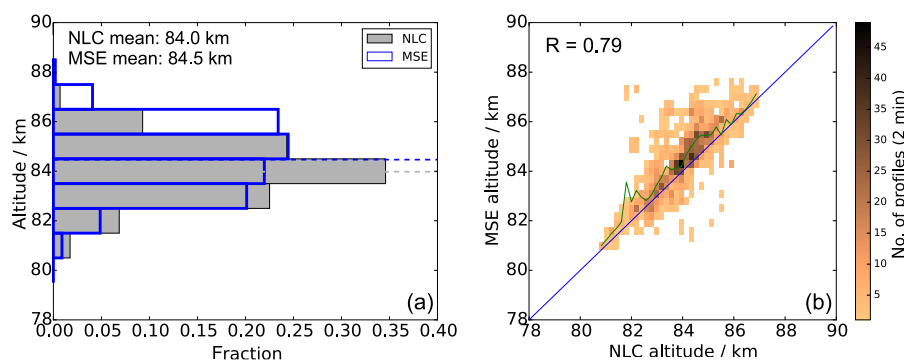 NLC mean: 84.0 km
MSE mean: 84.5 km
NLC
MSE
90
88
86
84
82
80
78
Altitude / km
0.00 0.05 0.10 0.15 0.20 0.25 0.30 0.35 0.40
Fraction
(a)
R = 0.79
90
88
86
84
82
80
78
MSE altitude / km
78 80 82 84 86 88 90
NLC altitude / km
(b)
45
40
35
30
25
20
15
10
5
No. of profiles (2 min)